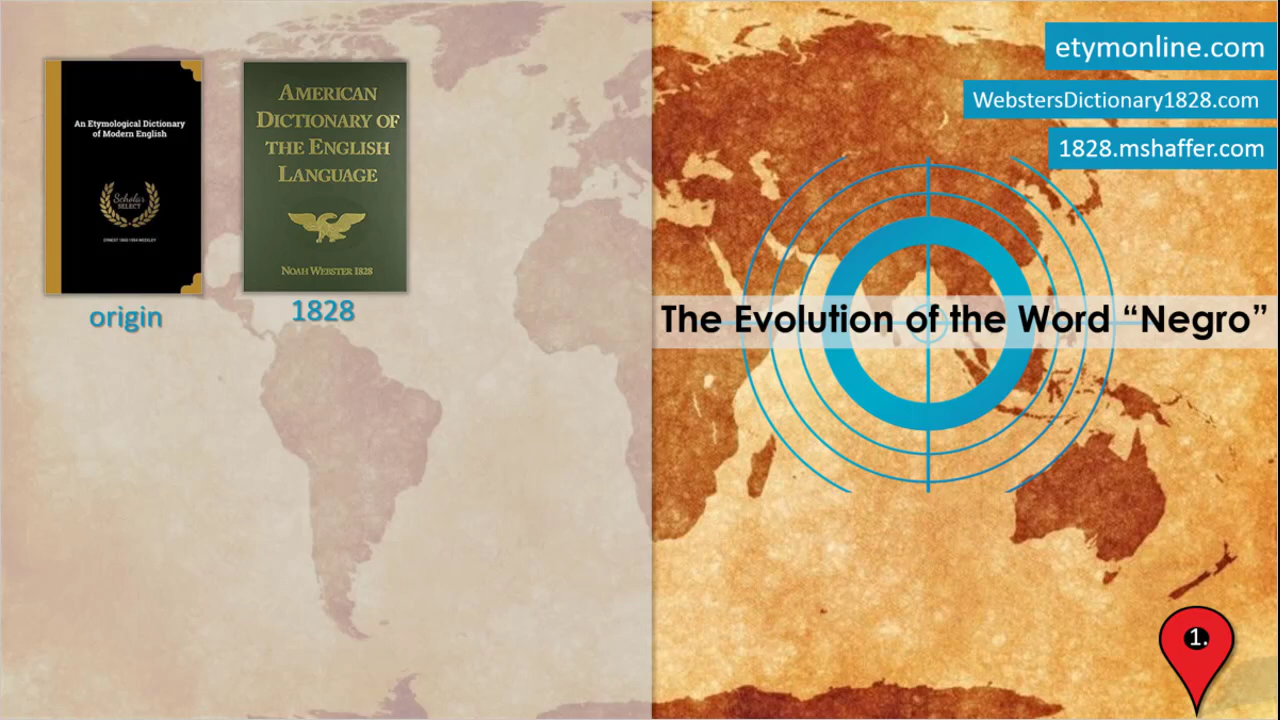 An Etymological Dictionary
of Modern English
Scholar
SELECT
origin
AMERICAN
DICTIONARY OF
THE ENGLISH
LANGUAGE
NOAH WEBSTER 1828
1828
etymonline.com
WebstersDictionary1828.com
1828.mshaffer.com
The Evolution of the Word “Negro”
1.